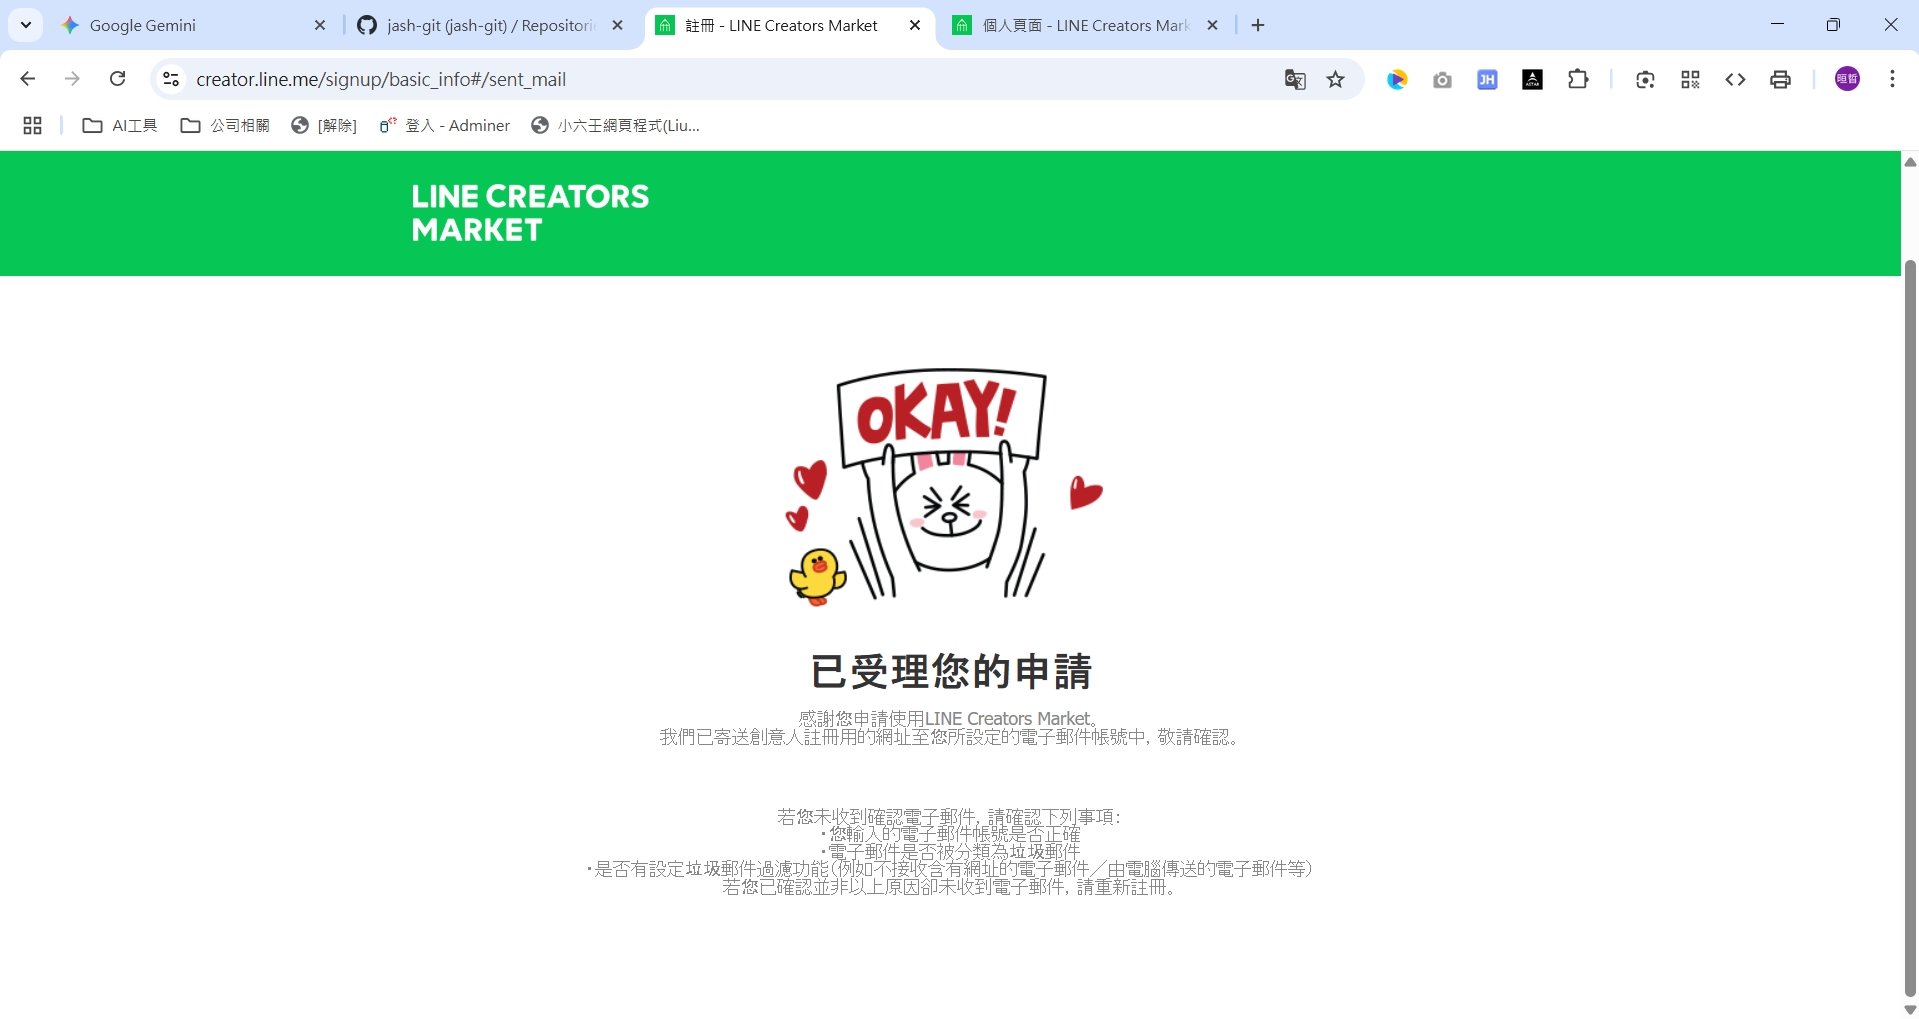 Google Gemini
jash-git (jash-git) / Repositorie
註冊 - LINE Creators Market
個人頁面 - LINE Creators Mark
creator.line.me/signup/basic_info#/sent_mail
JH
ASTAR
晅哲
AI工具
公司相關
[解除]
登入 - Adminer
小六壬網頁程式(Liu...
LINE CREATORS
MARKET
OKAY!
已受理您的申請
感謝您申請使用LINE Creators Market。
我們已寄送創意人註冊用的網址至您所設定的電子郵件帳號中，敬請確認。
若您未收到確認電子郵件，請確認下列事項：
・您輸入的電子郵件帳號是否正確
・電子郵件是否被分類為垃圾郵件
・是否有設定垃圾郵件過濾功能（例如不接收含有網址的電子郵件／由電腦傳送的電子郵件等）
若您已確認並非以上原因卻未收到電子郵件，請重新註冊。